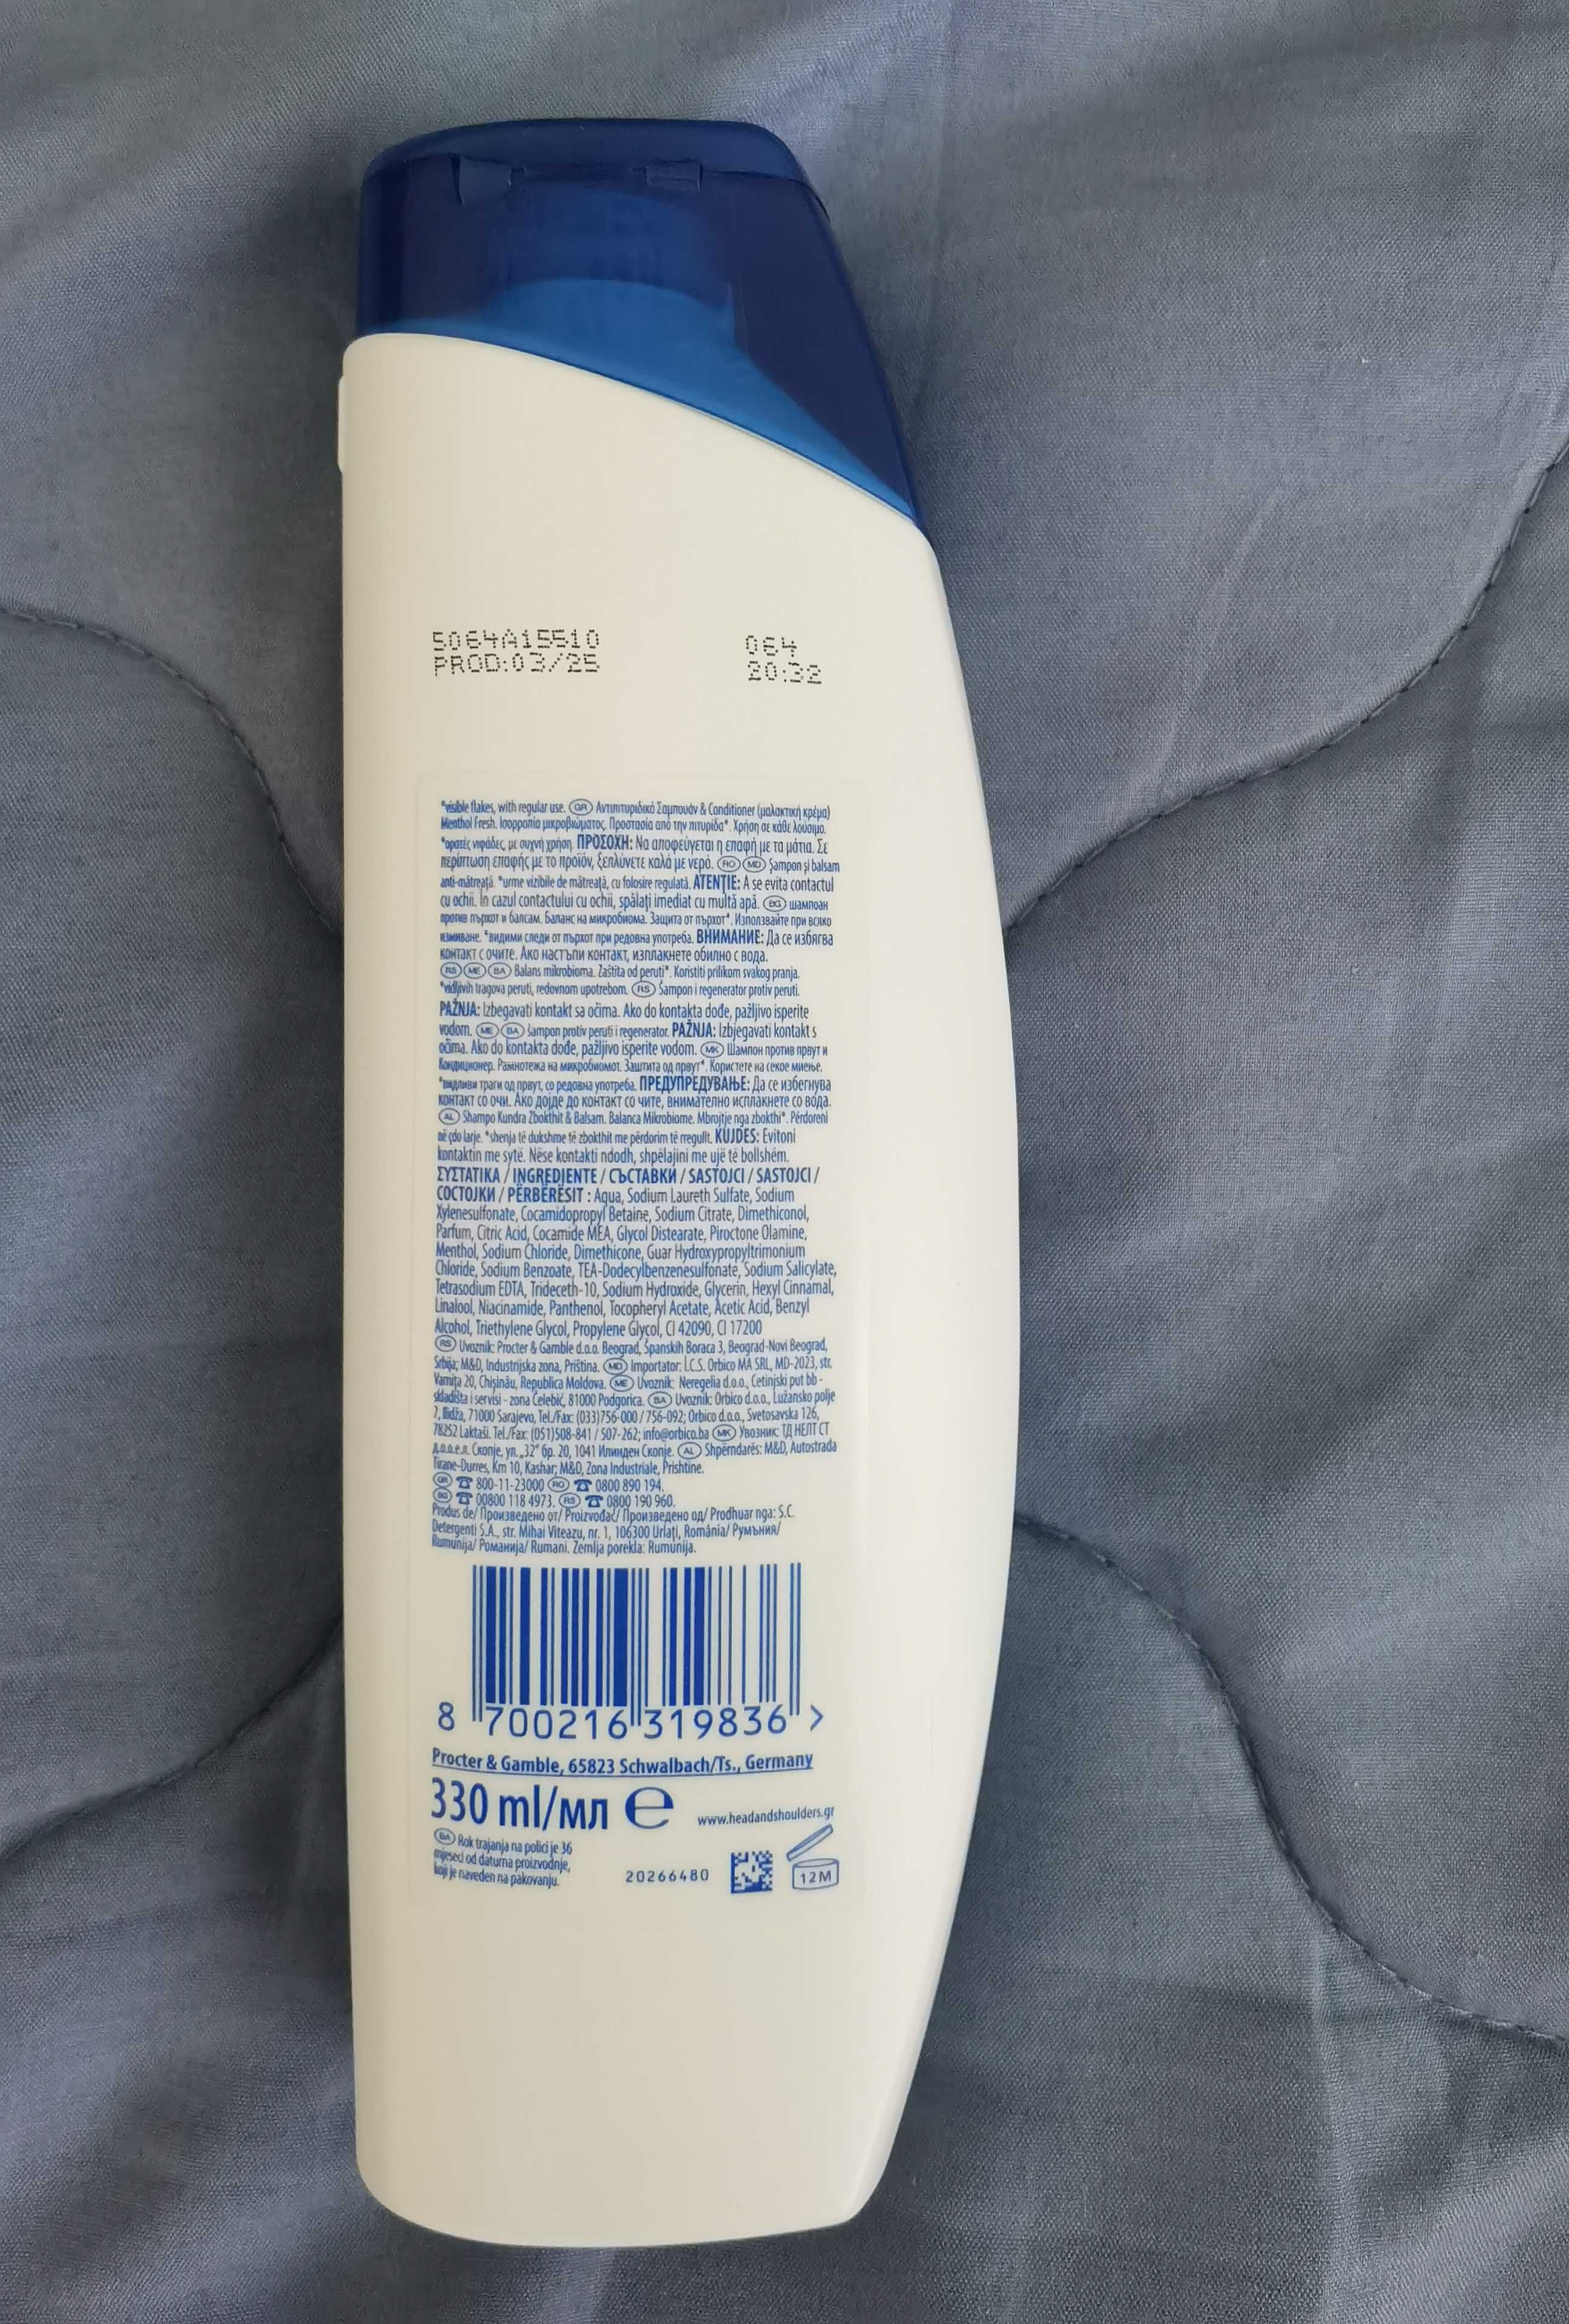 5064A15510 064
PROD:03/25 20:32
*visible flakes, with regular use. GR Αντιπιτυριδικό Σαμπουάν & Conditioner (μαλακτική κρέμα)
Menthol Fresh. Ισορροπία μικροβιώματος. Προστασία από την πιτυρίδα*. Χρήση σε κάθε λούσιμο.
*ορατές νιφάδες, με συχνή χρήση. ΠΡΟΣΟΧΗ: Να αποφεύγεται η επαφή με τα μάτια. Σε
περίπτωση επαφής με το προϊόν, ξεπλύνετε καλά με νερό. RO MD Șampon și balsam
anti-mătreață. *urme vizibile de mătreață, cu folosire regulată. ATENȚIE: A se evita contactul
cu ochii. În cazul contactului cu ochii, spălați imediat cu multă apă. BG шампоан
против пърхот и балсам. Баланс на микробиома. Защита от пърхот*. Използвайте при всяко
измиване. *видими следи от пърхот при редовна употреба. ВНИМАНИЕ: Да се избягва
контакт с очите. Ако настъпи контакт, изплакнете обилно с вода.
RS ME BA Balans mikrobioma. Zaštita od peruti*. Koristiti prilikom svakog pranja.
*vidljivih tragova peruti, redovnom upotrebom. RS Šampon i regenerator protiv peruti.
PAŽNJA: Izbegavati kontakt sa očima. Ako do kontakta dođe, pažljivo isperite
vodom. ME BA šampon protiv peruti i regenerator. PAŽNJA: Izbjegavati kontakt s
očima. Ako do kontakta dođe, pažljivo isperite vodom. MK Шампон против првут и
Кондиционер. Рамнотежа на микробиомот. Заштита од првут*. Користете на секое миење.
*видливи траги од првут, со редовна употреба. ПРЕДУПРЕДУВАЊЕ: Да се избегнува
контакт со очи. Ако дојде до контакт со очите, внимателно исплакнете со вода.
AL Shampo Kundra Zbokthit & Balsam. Balanca Mikrobiome. Mbrojtje nga zbokthi*. Përdoreni
në çdo larje. *shenja të dukshme të zbokthit me përdorim të rregullt. KUJDES: Evitoni
kontaktin me sytë. Nëse kontakti ndodh, shpëlajini me ujë të bollshëm.
ΣΥΣΤΑΤΙΚΑ / INGREDIENTE / СЪСТАВКИ / SASTOJCI / SASTOJCI /
СОСТОЈКИ / PËRBËRËSIT : Aqua, Sodium Laureth Sulfate, Sodium
Xylenesulfonate, Cocamidopropyl Betaine, Sodium Citrate, Dimethiconol,
Parfum, Citric Acid, Cocamide MEA, Glycol Distearate, Piroctone Olamine,
Menthol, Sodium Chloride, Dimethicone, Guar Hydroxypropyltrimonium
Chloride, Sodium Benzoate, TEA-Dodecylbenzenesulfonate, Sodium Salicylate,
Tetrasodium EDTA, Trideceth-10, Sodium Hydroxide, Glycerin, Hexyl Cinnamal,
Linalool, Niacinamide, Panthenol, Tocopheryl Acetate, Acetic Acid, Benzyl
Alcohol, Triethylene Glycol, Propylene Glycol, CI 42090, CI 17200
RS Uvoznik: Procter & Gamble d.o.o. Beograd, Španskih Boraca 3, Beograd-Novi Beograd,
Srbija; M&D, Industrijska zona, Priština. MD Importator: Î.C.S. Orbico MA SRL, MD-2023, str.
Varnița 20, Chișinău, Republica Moldova. ME Uvoznik: Neregelia d.o.o., Cetinjski put bb -
skladišta i servisi - zona Čelebić, 81000 Podgorica. BA Uvoznik: Orbico d.o.o., Lužansko polje
7, Ilidža, 71000 Sarajevo, Tel./Fax: (033)756-000 / 756-092; Orbico d.o.o., Svetosavska 126,
78252 Laktaši. Tel./Fax: (051)508-841 / 507-262; info@orbico.ba MK Увозник: ТД НЕЛТ СТ
д.о.о.е.л. Скопје, ул. „32" бр. 20, 1041 Илинден Скопје. AL Shpërndarës: M&D, Autostrada
Tirane-Durres, Km 10, Kashar; M&D, Zona Industriale, Prishtine.
GR ☎ 800-11-23000 RO ☎ 0800 890 194.
BG ☎ 00800 118 4973. RS ☎ 0800 190 960.
Produs de/ Произведено от/ Proizvođač/ Произведено од/ Prodhuar nga: S.C.
Detergenti S.A., str. Mihai Viteazu, nr. 1, 106300 Urlați, România/ Румъния/
Rumunija/ Романија/ Rumani. Zemlja porekla: Rumunija.
8 700216 319836 >
Procter & Gamble, 65823 Schwalbach/Ts., Germany
330 ml/мл e www.headandshoulders.gr
BA Rok trajanja na polici je 36
mjeseci od datuma proizvodnje,
koji je naveden na pakovanju.
20266480 12M